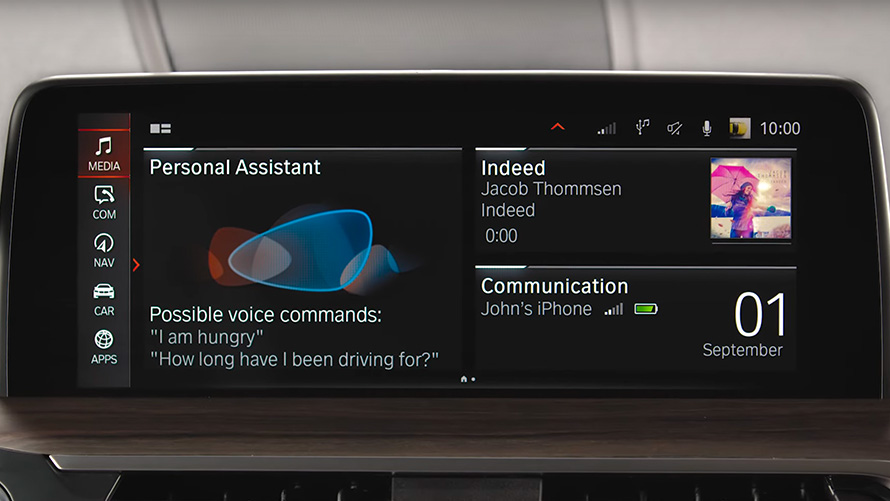 MEDIA
COM
NAV
CAR
APPS
10:00
Personal Assistant
Possible voice commands:
"I am hungry"
"How long have I been driving for?"
Indeed
Jacob Thommsen
Indeed
0:00
Communication
John's iPhone
01
September